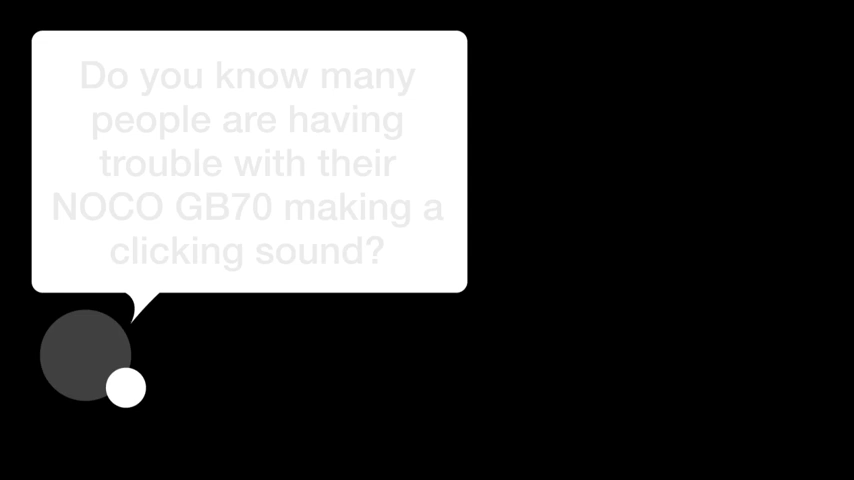 Do you know many
people are having
trouble with their
NOCO GB70 making a
clicking sound?